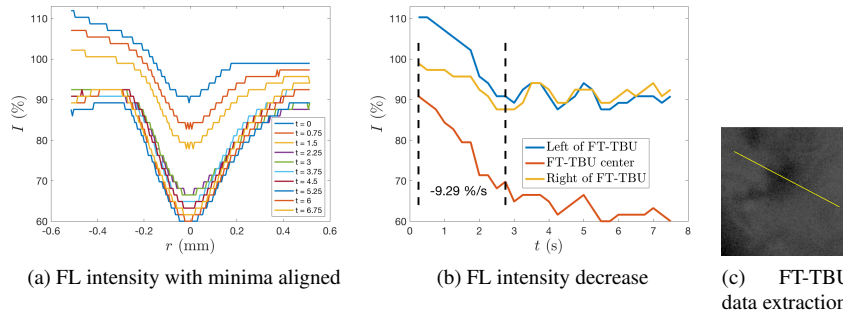 110
100
90
80
70
60
I (%)
-0.6 -0.4 -0.2 0 0.2 0.4 0.6
r (mm)
t = 0
t = 0.75
t = 1.5
t = 2.25
t = 3
t = 3.75
t = 4.5
t = 5.25
t = 6
t = 6.75
(a) FL intensity with minima aligned
110
100
90
80
70
60
I (%)
Left of FT-TBU
FT-TBU center
Right of FT-TBU
-9.29 %/s
0 1 2 3 4 5 6 7 8
t (s)
(b) FL intensity decrease
(c) FT-TBU
data extraction